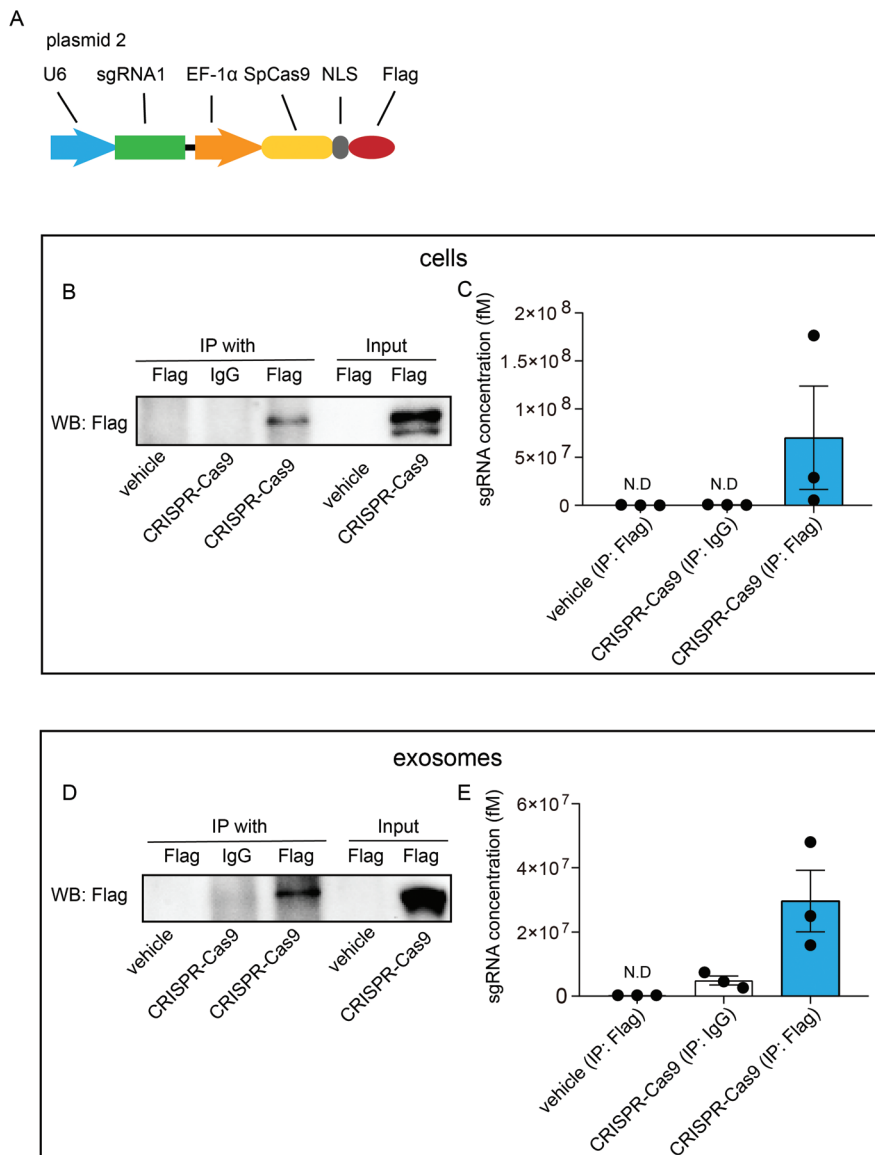 A
plasmid 2
U6 sgRNA1 EF-1α SpCas9 NLS Flag
cells
B
IP with Input
Flag IgG Flag Flag Flag
WB: Flag
vehicle
CRISPR-Cas9
CRISPR-Cas9
vehicle
CRISPR-Cas9
C
sgRNA concentration (fM)
2×10⁸
1.5×10⁸
1×10⁸
5×10⁷
0
N.D N.D
vehicle (IP: Flag)
CRISPR-Cas9 (IP: IgG)
CRISPR-Cas9 (IP: Flag)
exosomes
D
IP with Input
Flag IgG Flag Flag Flag
WB: Flag
vehicle
CRISPR-Cas9
CRISPR-Cas9
vehicle
CRISPR-Cas9
E
sgRNA concentration (fM)
6×10⁷
4×10⁷
2×10⁷
0
N.D
vehicle (IP: Flag)
CRISPR-Cas9 (IP: IgG)
CRISPR-Cas9 (IP: Flag)